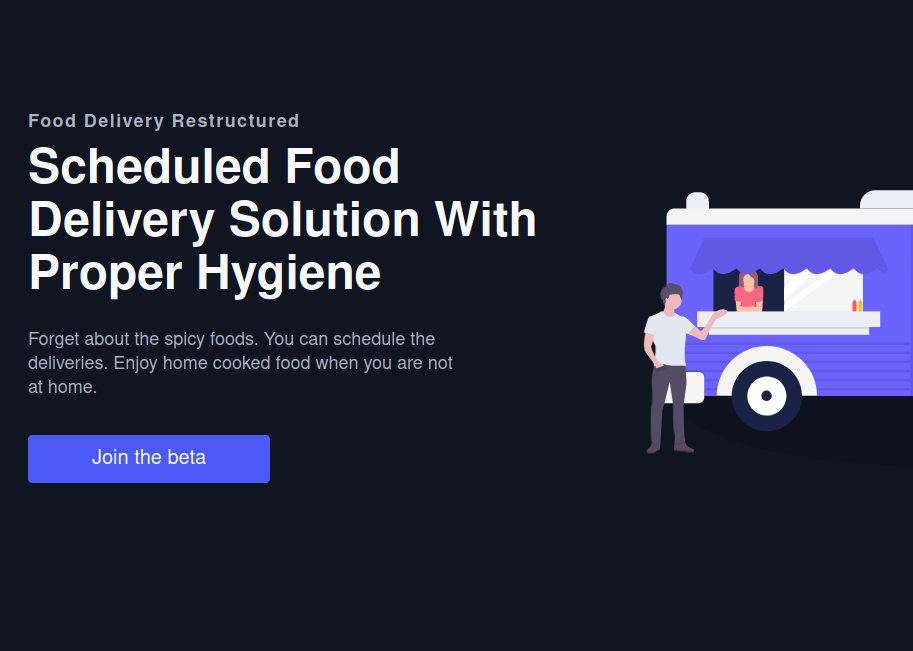 Food Delivery Restructured
Scheduled Food
Delivery Solution With
Proper Hygiene
Forget about the spicy foods. You can schedule the
deliveries. Enjoy home cooked food when you are not
at home.
Join the beta